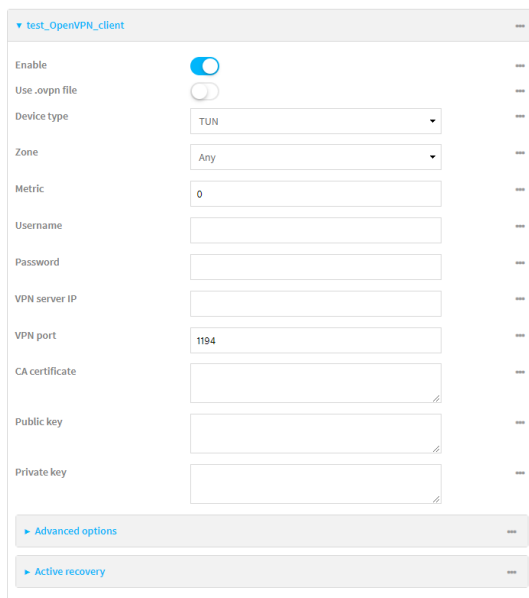 test_OpenVPN_client
Enable
Use .ovpn file
Device type
TUN
Zone
Any
Metric
0
Username
Password
VPN server IP
VPN port
1194
CA certificate
Public key
Private key
Advanced options
Active recovery